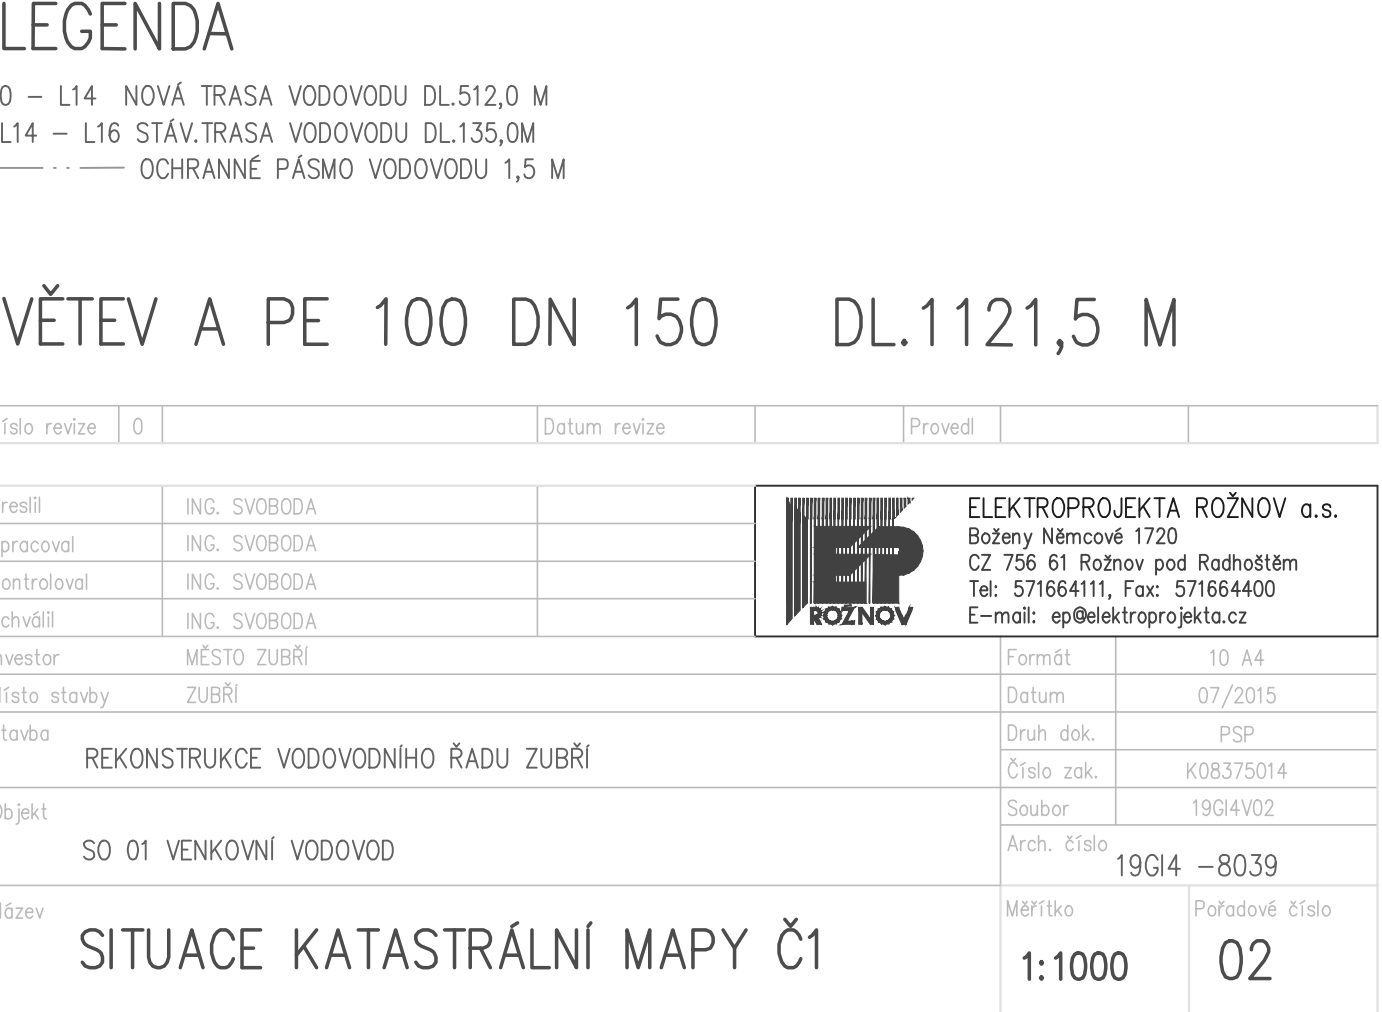 LEGENDA
0 - L14 NOVÁ TRASA VODOVODU DL.512,0 M
L14 - L16 STÁV.TRASA VODOVODU DL.135,0M
OCHRANNÉ PÁSMO VODOVODU 1,5 M
VĚTEV A PE 100 DN 150 DL.1121,5 M
íslo revize 0 Datum revize Provedl
reslil ING. SVOBODA
pracoval ING. SVOBODA
ontroloval ING. SVOBODA
chválil ING. SVOBODA
EP
ROŽNOV
ELEKTROPROJEKTA ROŽNOV a.s.
Boženy Němcové 1720
CZ 756 61 Rožnov pod Radhoštěm
Tel: 571664111, Fax: 571664400
E-mail: ep@elektroprojekta.cz
nvestor MĚSTO ZUBŘÍ Formát 10 A4
ísto stavby ZUBŘÍ Datum 07/2015
tavba
REKONSTRUKCE VODOVODNÍHO ŘADU ZUBŘÍ
Druh dok. PSP
Číslo zak. K08375014
Objekt
SO 01 VENKOVNÍ VODOVOD
Soubor 19GI4V02
Arch. číslo
19GI4 -8039
ázev
SITUACE KATASTRÁLNÍ MAPY Č1
Měřítko
1:1000
Pořadové číslo
02